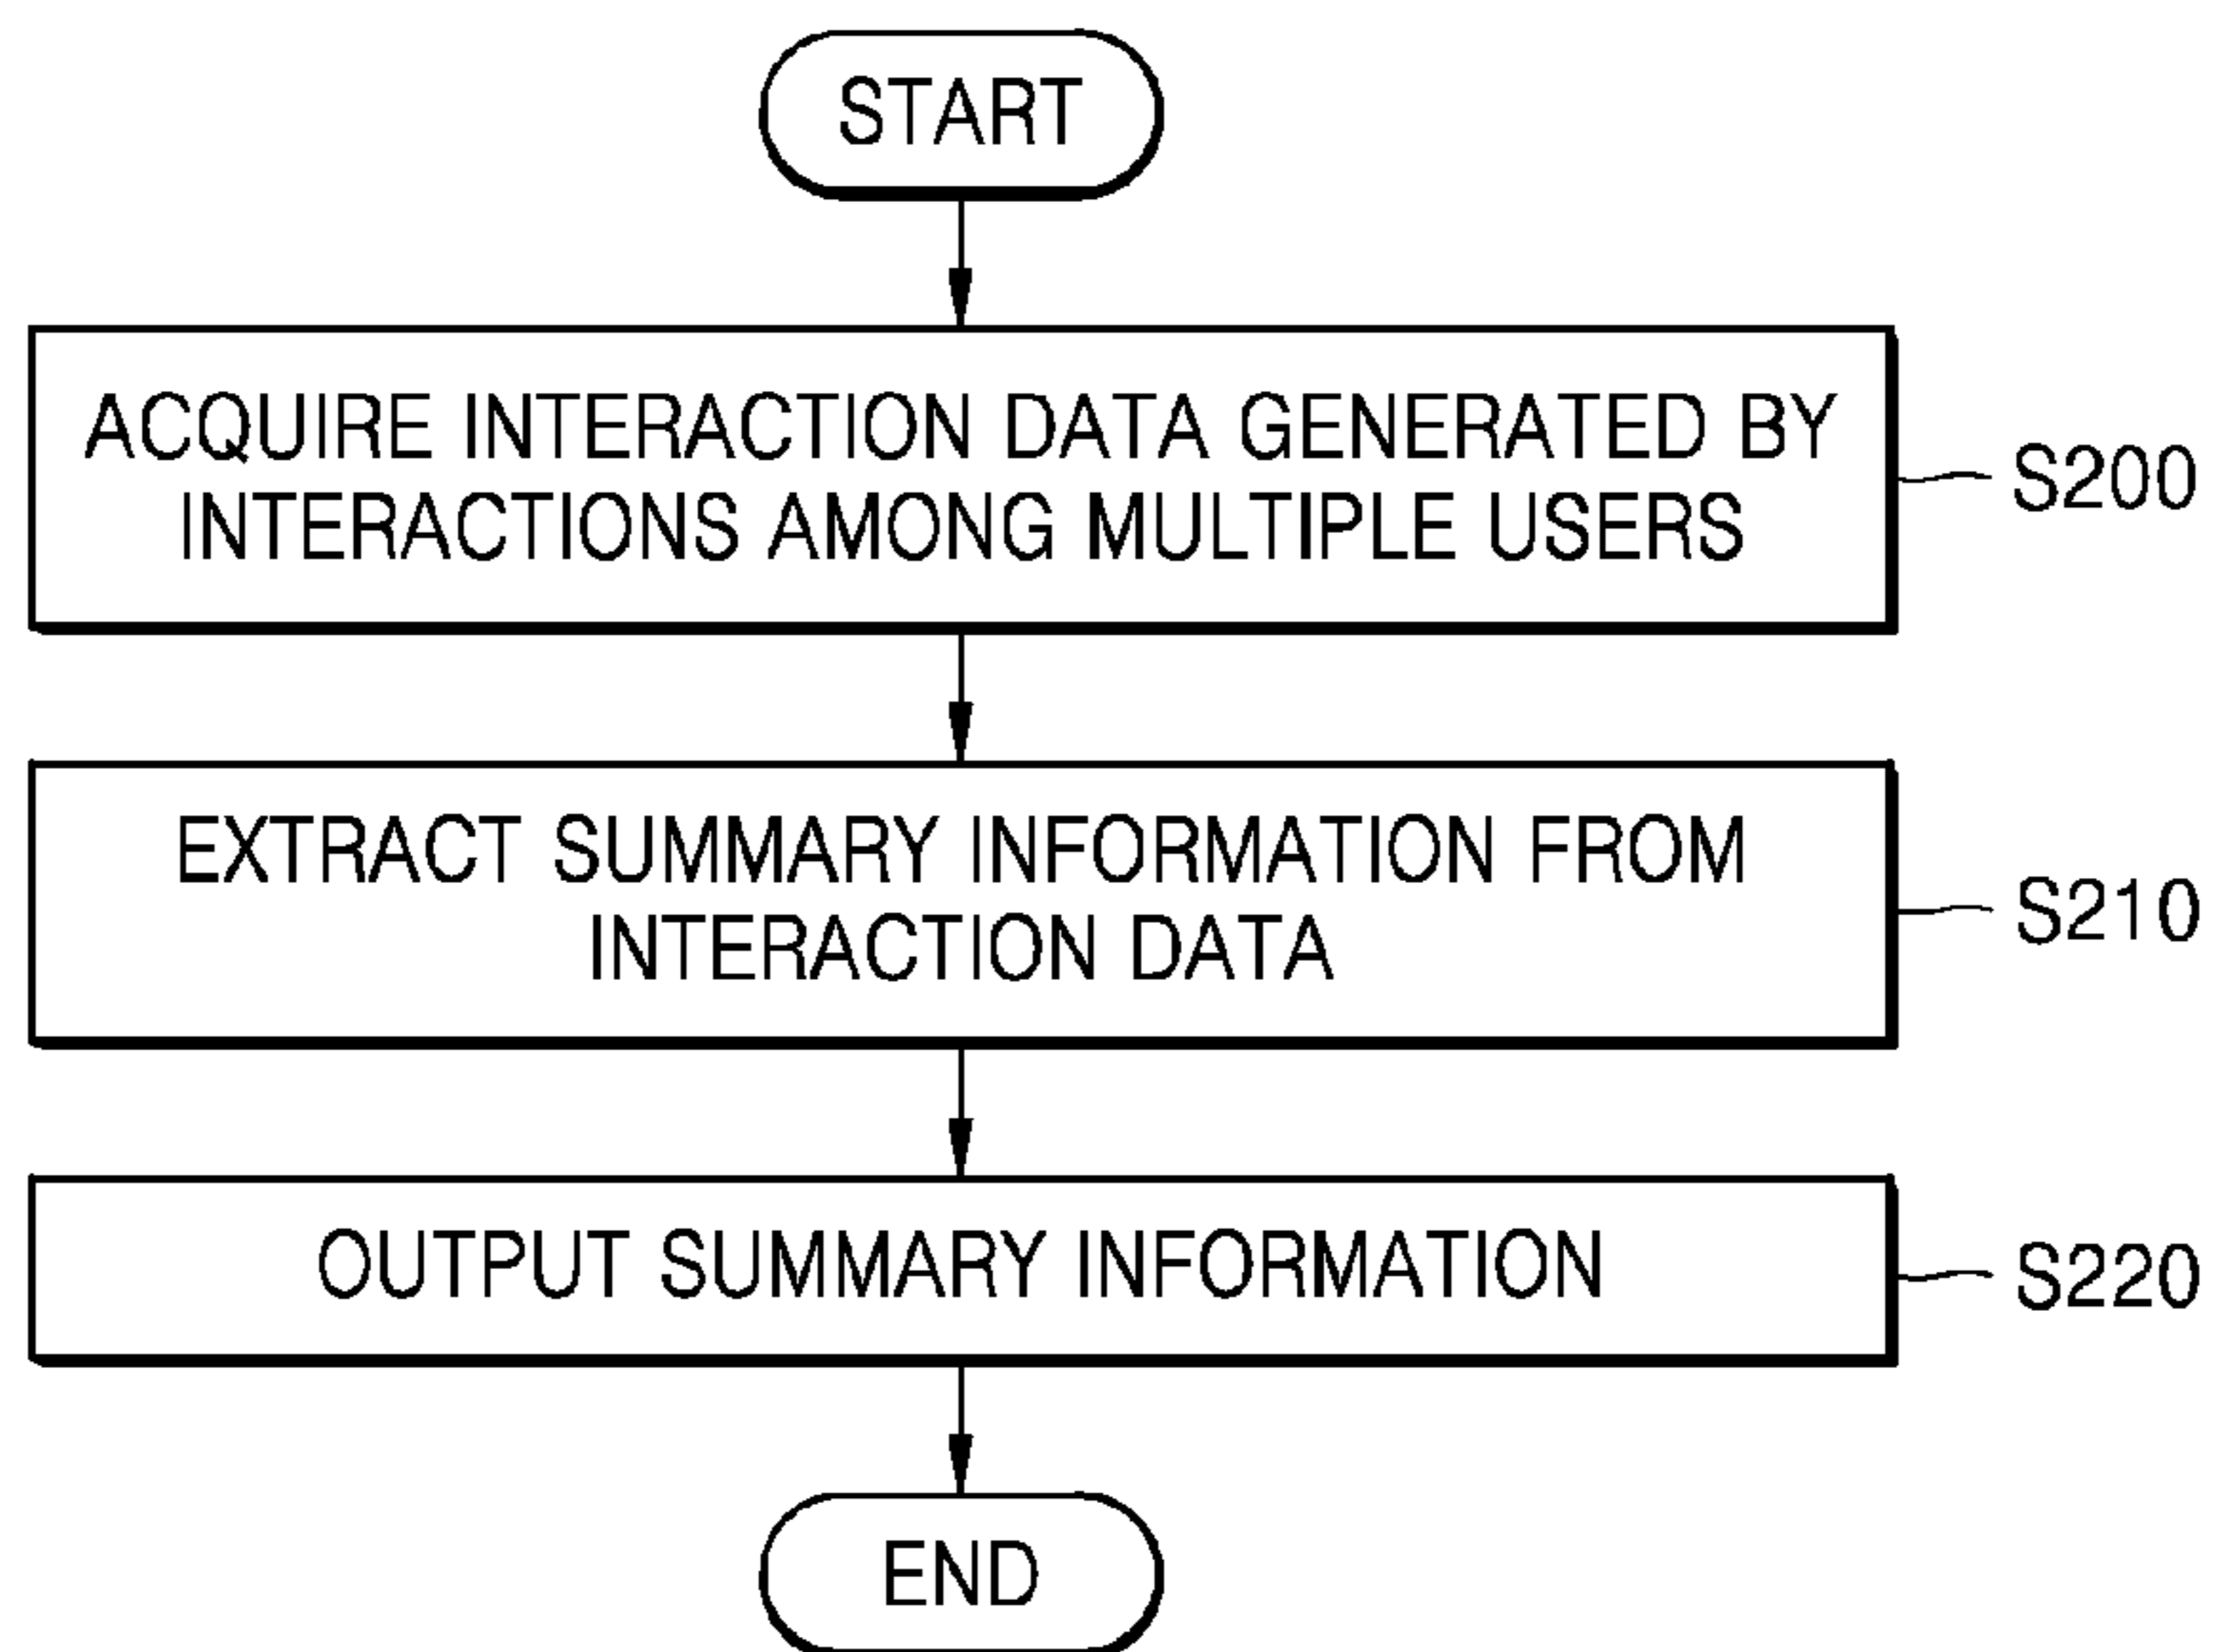 START
ACQUIRE INTERACTION DATA GENERATED BY
INTERACTIONS AMONG MULTIPLE USERS
S200
EXTRACT SUMMARY INFORMATION FROM
INTERACTION DATA
S210
OUTPUT SUMMARY INFORMATION
S220
END